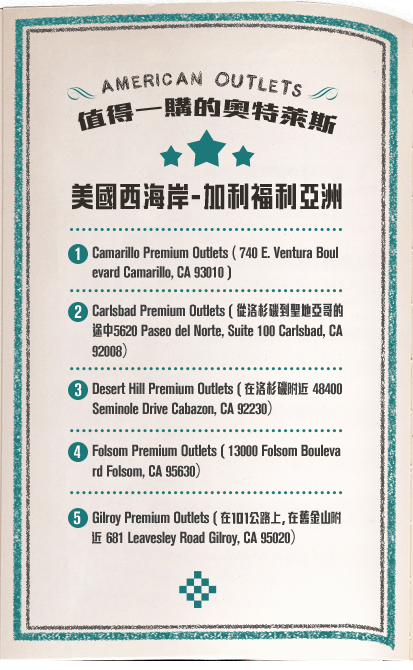 AMERICAN OUTLETS
值得一購的奧特萊斯
美國西海岸-加利福利亞洲
1 Camarillo Premium Outlets ( 740 E. Ventura Boul
evard Camarillo, CA 93010 )
2 Carlsbad Premium Outlets ( 從洛杉磯到聖地亞哥的
途中5620 Paseo del Norte, Suite 100 Carlsbad, CA
92008)
3 Desert Hill Premium Outlets ( 在洛杉磯附近 48400
Seminole Drive Cabazon, CA 92230)
4 Folsom Premium Outlets ( 13000 Folsom Bouleva
rd Folsom, CA 95630)
5 Gilroy Premium Outlets ( 在101公路上, 在舊金山附
近 681 Leavesley Road Gilroy, CA 95020)